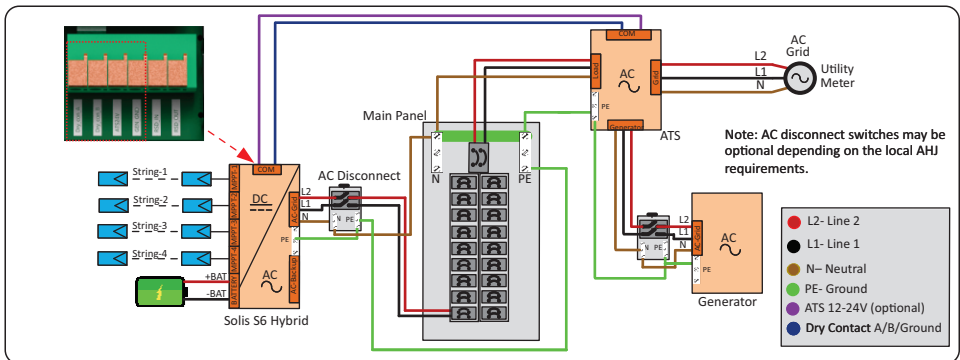 COM
COM
AC
Grid
Load
AC
Grid
L2
L1
N
Utility
Meter
PE
Generator
ATS
Main Panel
N
PE
Note: AC disconnect switches may be
optional depending on the local AHJ
requirements.
String-1
String-2
String-3
String-4
MPPT-1
MPPT-2
MPPT-3
MPPT-4
BATTERY
+BAT
-BAT
DC
AC
AC-Grid
PE
AC-Backup
Solis S6 Hybrid
L2
L1
N
AC Disconnect
N
PE
N
PE
L2
L1
N
AC-Grid
PE
AC
Generator
L2- Line 2
L1- Line 1
N– Neutral
PE- Ground
ATS 12-24V (optional)
Dry Contact A/B/Ground